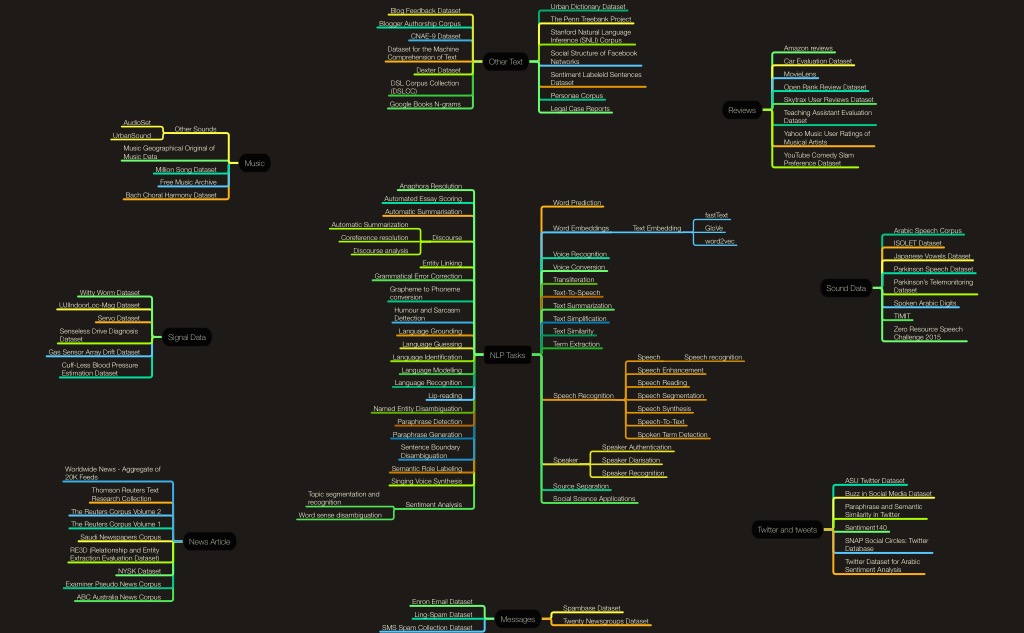 Blog Feedback Dataset
Blogger Authorship Corpus
CNAE-9 Dataset
Dataset for the Machine
Comprehension of Text
Dexter Dataset
DSL Corpus Collection
(DSLCC)
Google Books N-grams
Other Text
Urban Dictionary Dataset
The Penn Treebank Project
Stanford Natural Language
Inference (SNLI) Corpus
Social Structure of Facebook
Networks
Sentiment Labeleld Sentences
Dataset
Personae Corpus
Legal Case Reports
Reviews
Amazon reviews
Car Evaluation Dataset
MovieLens
Open Rank Review Dataset
Skytrax User Reviews Dataset
Teaching Assistant Evaluation
Dataset
Yahoo Music User Ratings of
Musical Artists
YouTube Comedy Slam
Preference Dataset
AudioSet
UrbanSound
Other Sounds
Music Geographical Original of
Music Data
Million Song Dataset
Free Music Archive
Bach Choral Harmony Dataset
Music
Anaphora Resolution
Automated Essay Scoring
Automatic Summarisation
Automatic Summarization
Coreference resolution
Discourse analysis
Discourse
Entity Linking
Grammatical Error Correction
Grapheme to Phoneme
conversion
Humour and Sarcasm
Dettection
Language Grounding
Language Guessing
Language Identification
Language Modelling
Language Recognition
Lip-reading
Named Entity Disambiguation
Paraphrase Detection
Paraphrase Generation
Sentence Boundary
Disambiguation
Semantic Role Labeling
Singing Voice Synthesis
Topic segmentation and
recognition
Word sense disambiguation
Sentiment Analysis
NLP Tasks
Word Prediction
Word Embeddings
Text Embedding
fastText
GloVe
word2vec
Voice Recognition
Voice Conversion
Transliteration
Text-To-Speech
Text Summarization
Text Simplification
Text Similarity
Term Extraction
Speech Recognition
Speech
Speech recognition
Speech Enhancement
Speech Reading
Speech Segmentation
Speech Synthesis
Speech-To-Text
Spoken Term Detection
Speaker
Speaker Authentication
Speaker Diarisation
Speaker Recognition
Source Separation
Social Science Applications
Sound Data
Arabic Speech Corpus
ISOLET Dataset
Japanese Vowels Dataset
Parkinson Speech Dataset
Parkinson's Telemonitoring
Dataset
Spoken Arabic Digits
TIMIT
Zero Resource Speech
Challenge 2015
Witty Worm Dataset
UJIIndoorLoc-Mag Dataset
Servo Dataset
Senseless Drive Diagnosis
Dataset
Gas Sensor Array Drift Dataset
Cuff-Less Blood Pressure
Estimation Dataset
Signal Data
Worldwide News - Aggregate of
20K Feeds
Thomson Reuters Text
Research Collection
The Reuters Corpus Volume 2
The Reuters Corpus Volume 1
Saudi Newspapers Corpus
RE3D (Relationship and Entity
Extraction Evaluation Dataset)
NYSK Dataset
Examiner Pseudo News Corpus
ABC Australia News Corpus
News Article
Twitter and tweets
ASU Twitter Dataset
Buzz in Social Media Dataset
Paraphrase and Semantic
Similarity in Twitter
Sentiment140
SNAP Social Circles: Twitter
Database
Twitter Dataset for Arabic
Sentiment Analysis
Enron Email Dataset
Ling-Spam Dataset
SMS Spam Collection Dataset
Messages
Spambase Dataset
Twenty Newsgroups Dataset